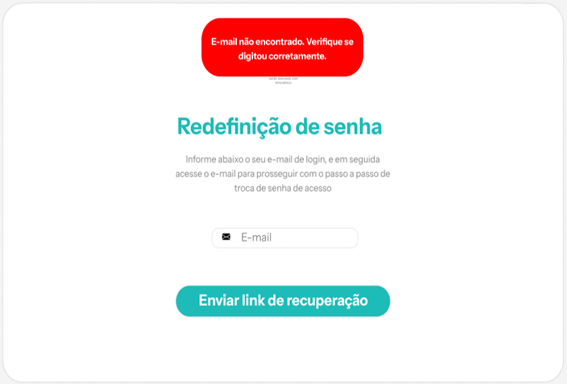 E-mail não encontrado. Verifique se
digitou corretamente.
Redefinição de senha
Informe abaixo o seu e-mail de login, e em seguida
acesse o e-mail para prosseguir com o passo a passo de
troca de senha de acesso
E-mail
Enviar link de recuperação